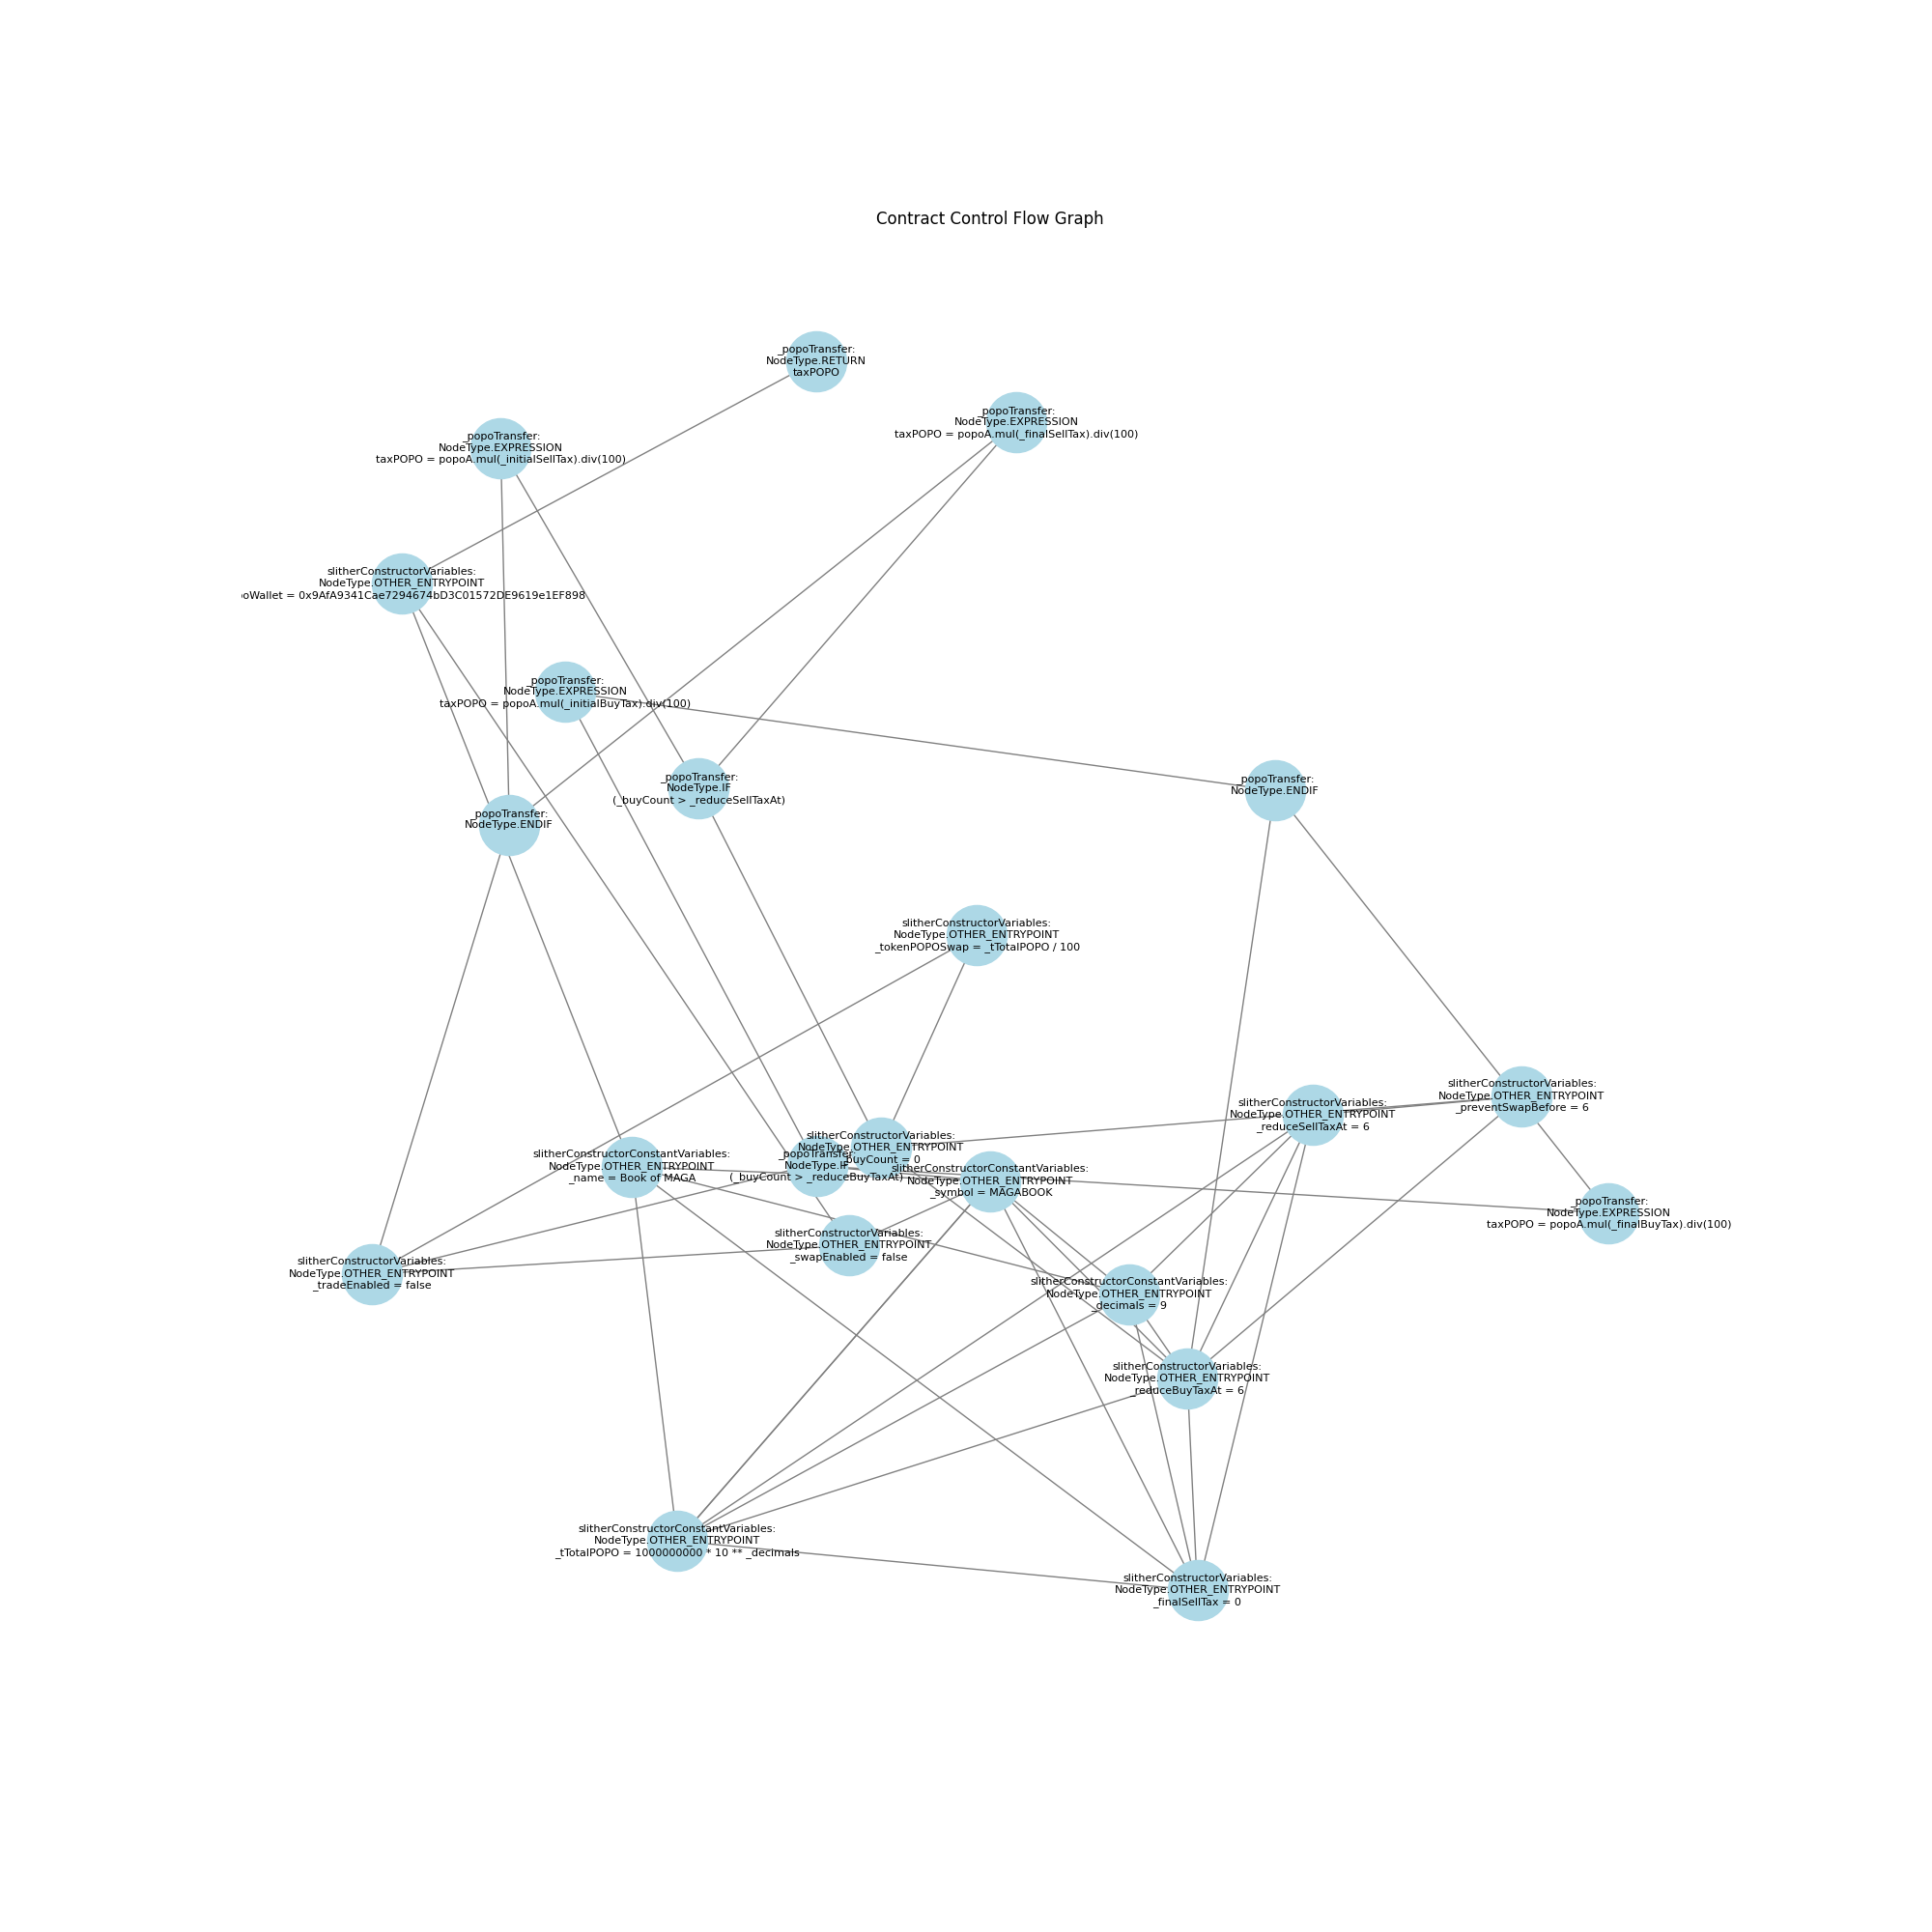 Contract Control Flow Graph
_popoTransfer:
NodeType.RETURN
taxPOPO
_popoTransfer:
NodeType.EXPRESSION
taxPOPO = popoA.mul(_finalSellTax).div(100)
_popoTransfer:
NodeType.EXPRESSION
taxPOPO = popoA.mul(_initialSellTax).div(100)
slitherConstructorVariables:
NodeType.OTHER_ENTRYPOINT
oWallet = 0x9AfA9341Cae7294674bD3C01572DE9619e1EF898
_popoTransfer:
NodeType.EXPRESSION
taxPOPO = popoA.mul(_initialBuyTax).div(100)
_popoTransfer:
NodeType.IF
(_buyCount > _reduceSellTaxAt)
_popoTransfer:
NodeType.ENDIF
_popoTransfer:
NodeType.ENDIF
slitherConstructorVariables:
NodeType.OTHER_ENTRYPOINT
_tokenPOPOSwap = _tTotalPOPO / 100
slitherConstructorVariables:
NodeType.OTHER_ENTRYPOINT
_preventSwapBefore = 6
slitherConstructorVariables:
NodeType.OTHER_ENTRYPOINT
_reduceSellTaxAt = 6
slitherConstructorVariables:
NodeType.OTHER_ENTRYPOINT
_buyCount = 0
slitherConstructorConstantVariables:
NodeType.OTHER_ENTRYPOINT
_name = Book of MAGA
_popoTransfer:
NodeType.IF
(_buyCount > _reduceBuyTaxAt)
slitherConstructorConstantVariables:
NodeType.OTHER_ENTRYPOINT
_symbol = MAGABOOK
_popoTransfer:
NodeType.EXPRESSION
taxPOPO = popoA.mul(_finalBuyTax).div(100)
slitherConstructorVariables:
NodeType.OTHER_ENTRYPOINT
_swapEnabled = false
slitherConstructorVariables:
NodeType.OTHER_ENTRYPOINT
_tradeEnabled = false
slitherConstructorConstantVariables:
NodeType.OTHER_ENTRYPOINT
_decimals = 9
slitherConstructorVariables:
NodeType.OTHER_ENTRYPOINT
_reduceBuyTaxAt = 6
slitherConstructorConstantVariables:
NodeType.OTHER_ENTRYPOINT
_tTotalPOPO = 1000000000 * 10 ** _decimals
slitherConstructorVariables:
NodeType.OTHER_ENTRYPOINT
_finalSellTax = 0